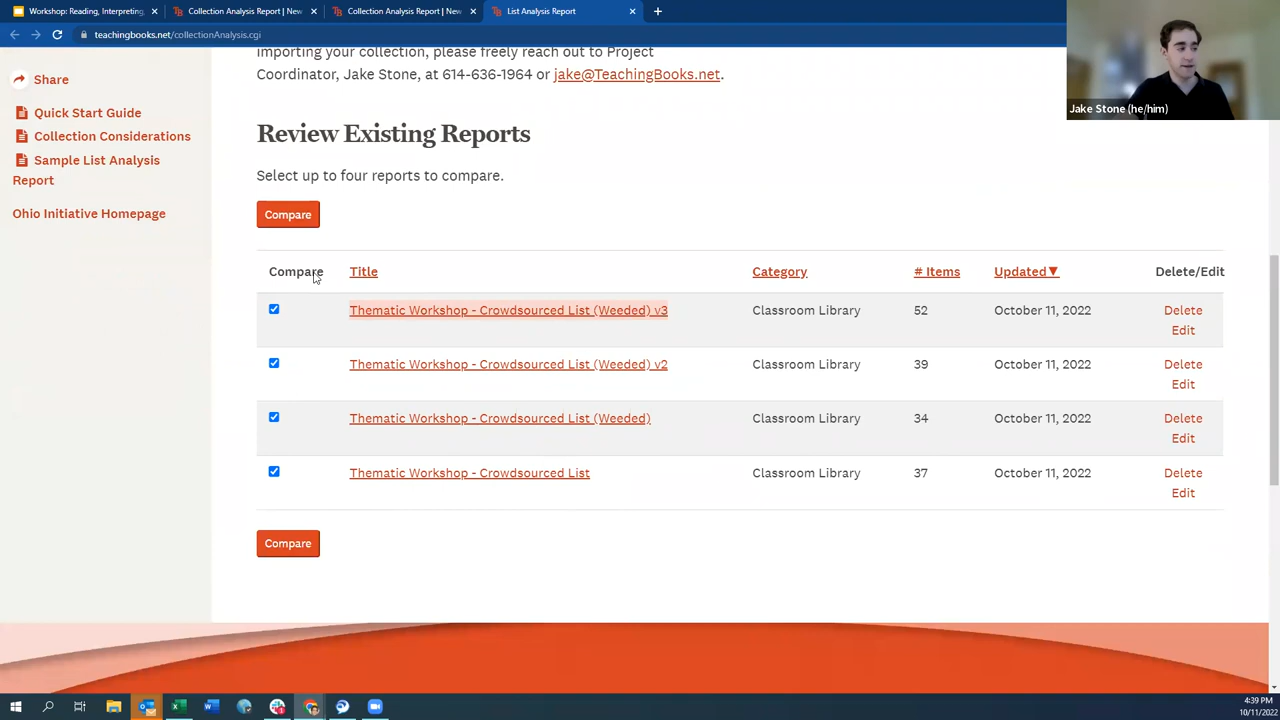 Workshop: Reading, Interpreting,
Collection Analysis Report | New
Collection Analysis Report | New
List Analysis Report
teachingbooks.net/collectionAnalysis.cgi
importing your collection, please freely reach out to Project
Coordinator, Jake Stone, at 614-636-1964 or jake@TeachingBooks.net.
Share
Quick Start Guide
Collection Considerations
Sample List Analysis
Report
Ohio Initiative Homepage
Jake Stone (he/him)
Review Existing Reports
Select up to four reports to compare.
Compare
Compare Title Category # Items Updated▼ Delete/Edit
Thematic Workshop - Crowdsourced List (Weeded) v3 Classroom Library 52 October 11, 2022 Delete
Edit
Thematic Workshop - Crowdsourced List (Weeded) v2 Classroom Library 39 October 11, 2022 Delete
Edit
Thematic Workshop - Crowdsourced List (Weeded) Classroom Library 34 October 11, 2022 Delete
Edit
Thematic Workshop - Crowdsourced List Classroom Library 37 October 11, 2022 Delete
Edit
Compare
4:39 PM
10/11/2022